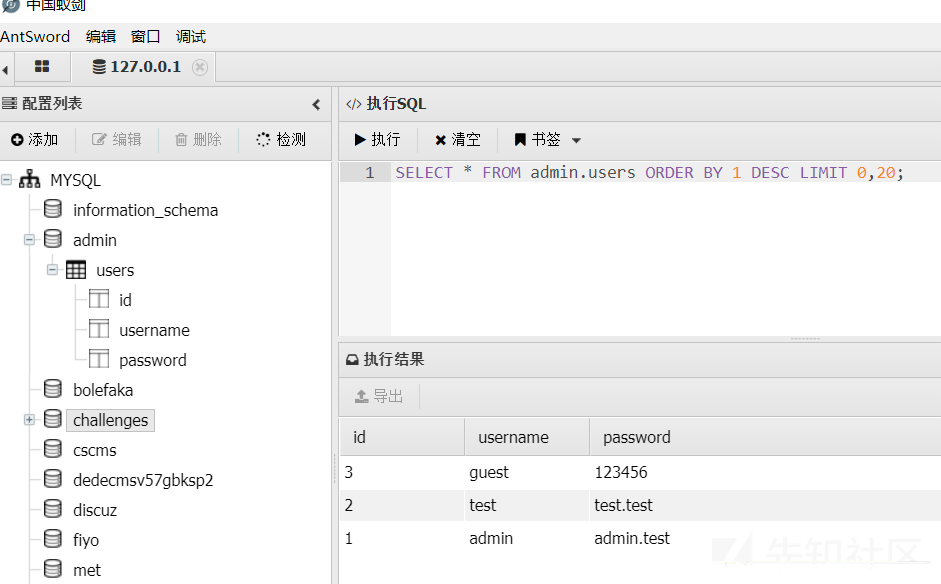 中国蚁剑
AntSword 编辑 窗口 调试
127.0.0.1
配置列表
添加 编辑 删除 检测
MYSQL
information_schema
admin
users
id
username
password
bolefaka
challenges
cscms
dedecmsv57gbksp2
discuz
fiyo
met
执行SQL
执行 清空 书签
1 SELECT * FROM admin.users ORDER BY 1 DESC LIMIT 0,20;
执行结果
导出
id username password
3 guest 123456
2 test test.test
1 admin admin.test
先知社区